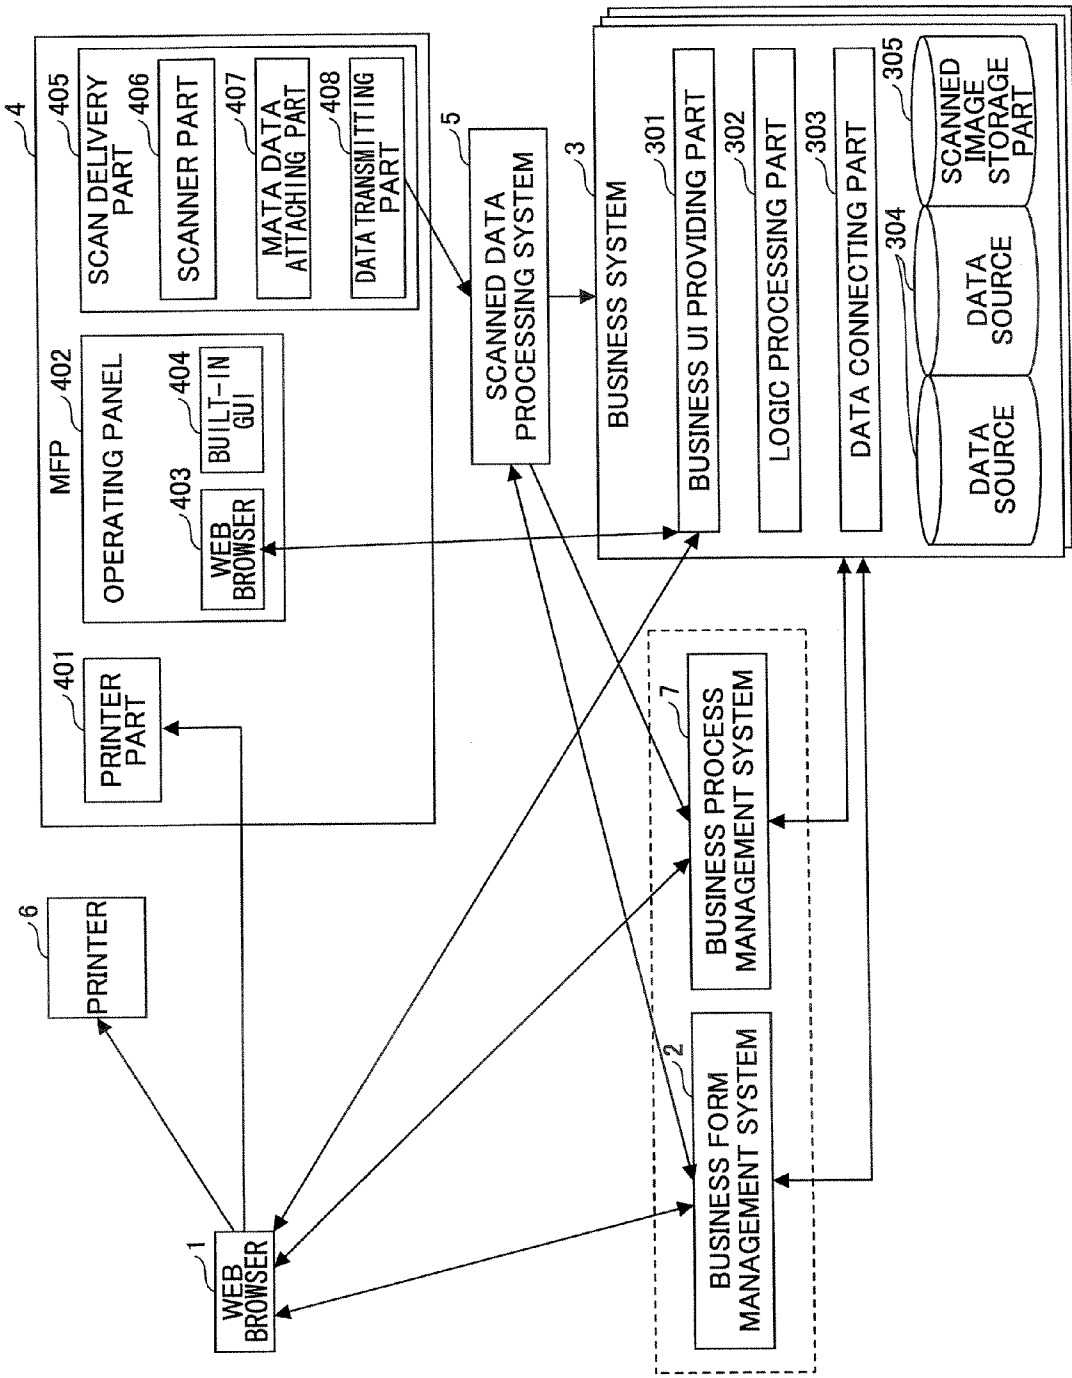 4
MFP
405
SCAN DELIVERY
PART
406
SCANNER PART
407
MATA DATA
ATTACHING PART
408
DATA TRANSMITTING
PART
402
OPERATING PANEL
404
BUILT-IN
GUI
403
WEB
BROWSER
401
PRINTER
PART
6
PRINTER
1
WEB
BROWSER
5
SCANNED DATA
PROCESSING SYSTEM
3
BUSINESS SYSTEM
301
BUSINESS UI PROVIDING PART
302
LOGIC PROCESSING PART
303
DATA CONNECTING PART
304
DATA
SOURCE
DATA
SOURCE
305
SCANNED
IMAGE
STORAGE
PART
7
BUSINESS PROCESS
MANAGEMENT SYSTEM
2
BUSINESS FORM
MANAGEMENT SYSTEM